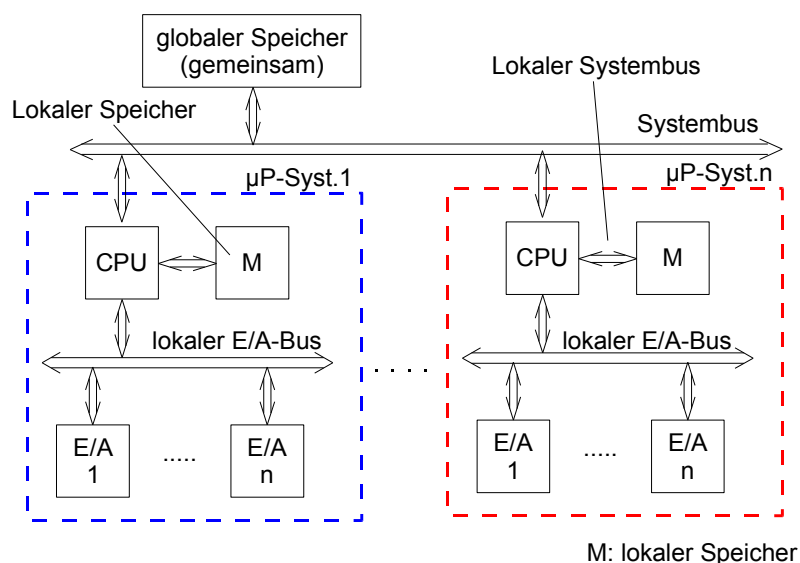 globaler Speicher
(gemeinsam)
Lokaler Systembus
Lokaler Speicher
Systembus
µP-Syst.1
µP-Syst.n
CPU
M
CPU
M
lokaler E/A-Bus
lokaler E/A-Bus
. . . .
E/A
1
.....
E/A
n
E/A
1
.....
E/A
n
M: lokaler Speicher